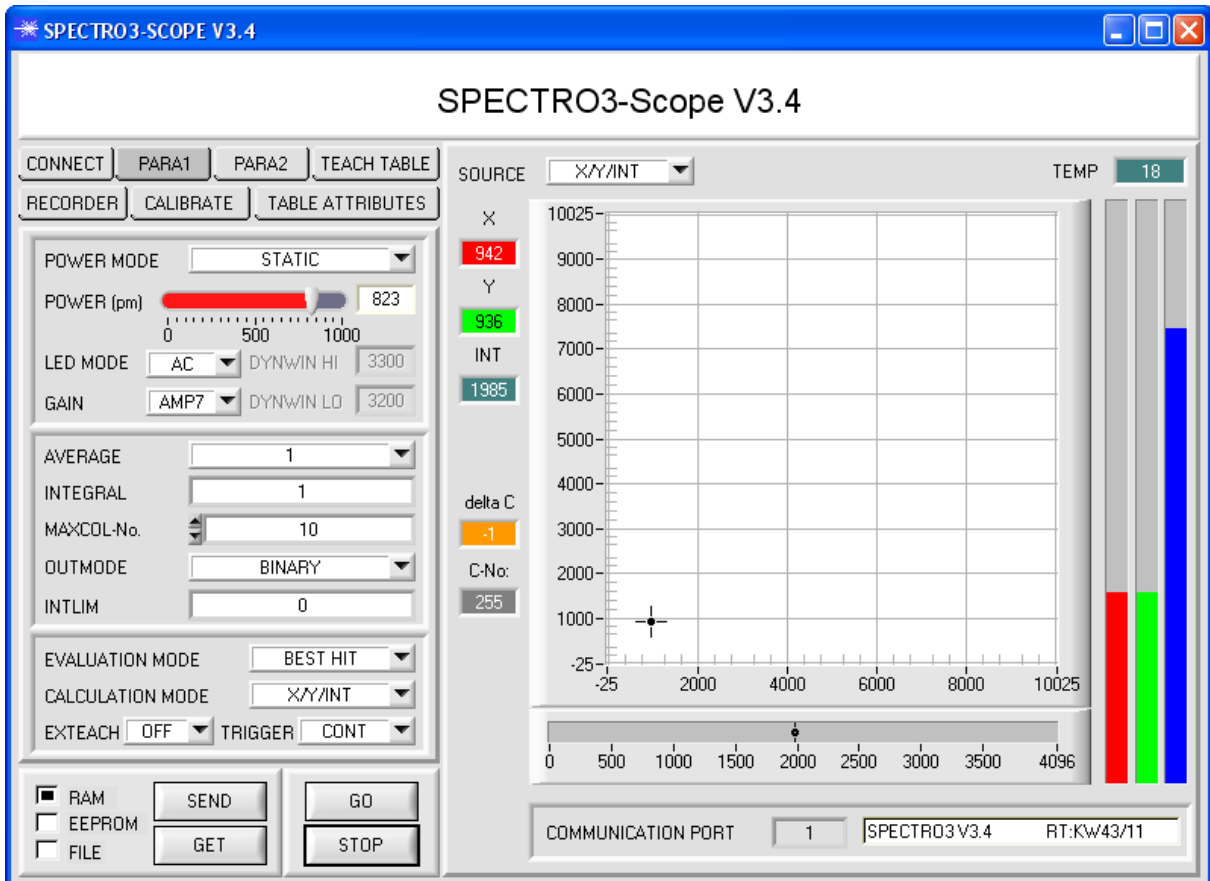 SPECTRO3-SCOPE V3.4
SPECTRO3-Scope V3.4
CONNECT PARA1 PARA2 TEACH TABLE
RECORDER CALIBRATE TABLE ATTRIBUTES
POWER MODE STATIC
POWER (pm) 823
0 500 1000
LED MODE AC DYNWIN HI 3300
GAIN AMP7 DYNWIN LO 3200
AVERAGE 1
INTEGRAL 1
MAXCOL-No. 10
OUTMODE BINARY
INTLIM 0
EVALUATION MODE BEST HIT
CALCULATION MODE X/Y/INT
EXTEACH OFF TRIGGER CONT
RAM
EEPROM
FILE
SEND
GET
GO
STOP
SOURCE X/Y/INT TEMP 18
X
942
Y
936
INT
1985
delta C
-1
C-No:
255
10025
9000
8000
7000
6000
5000
4000
3000
2000
1000
-25
-25 2000 4000 6000 8000 10025
0 500 1000 1500 2000 2500 3000 3500 4096
COMMUNICATION PORT 1 SPECTRO3 V3.4 RT:KW43/11